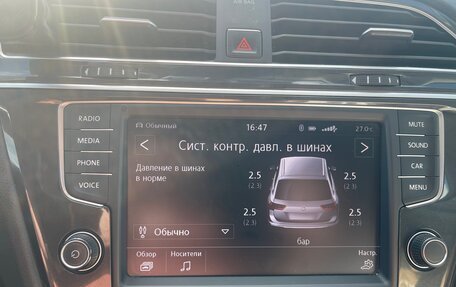 AIR BAG
RADIO
MEDIA
PHONE
VOICE
MUTE
SOUND
CAR
MENU
Обычный
16:47
27.0 c
< Сист. контр. давл. в шинах >
Давление в шинах
в норме
2.5
(2.3)
2.5
(2.3)
2.5
(2.3)
2.5
(2.3)
Обычно
бар
Обзор
Носители
Настр.